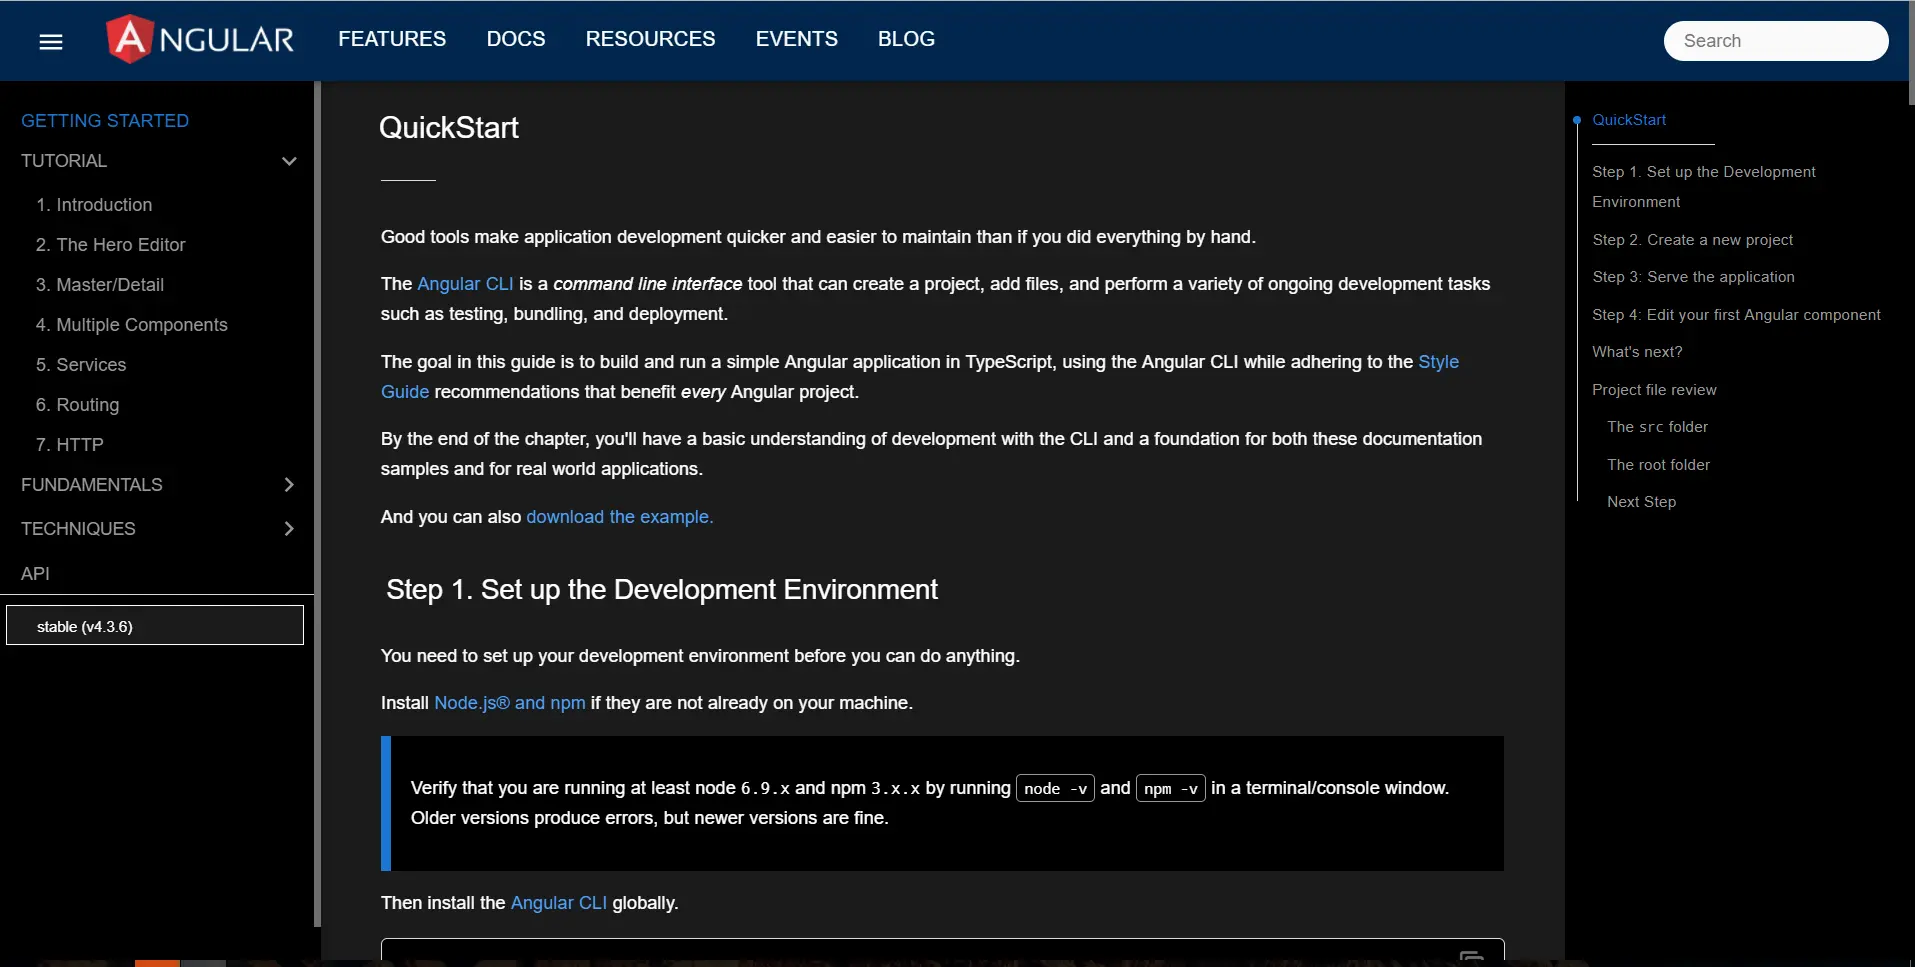 ANGULAR FEATURES DOCS RESOURCES EVENTS BLOG Search
GETTING STARTED
TUTORIAL
1. Introduction
2. The Hero Editor
3. Master/Detail
4. Multiple Components
5. Services
6. Routing
7. HTTP
FUNDAMENTALS
TECHNIQUES
API
stable (v4.3.6)
QuickStart
Good tools make application development quicker and easier to maintain than if you did everything by hand.
The Angular CLI is a command line interface tool that can create a project, add files, and perform a variety of ongoing development tasks
such as testing, bundling, and deployment.
The goal in this guide is to build and run a simple Angular application in TypeScript, using the Angular CLI while adhering to the Style
Guide recommendations that benefit every Angular project.
By the end of the chapter, you'll have a basic understanding of development with the CLI and a foundation for both these documentation
samples and for real world applications.
And you can also download the example.
Step 1. Set up the Development Environment
You need to set up your development environment before you can do anything.
Install Node.js® and npm if they are not already on your machine.
Verify that you are running at least node 6.9.x and npm 3.x.x by running node -v and npm -v in a terminal/console window.
Older versions produce errors, but newer versions are fine.
Then install the Angular CLI globally.
QuickStart
Step 1. Set up the Development
Environment
Step 2. Create a new project
Step 3: Serve the application
Step 4: Edit your first Angular component
What's next?
Project file review
The src folder
The root folder
Next Step